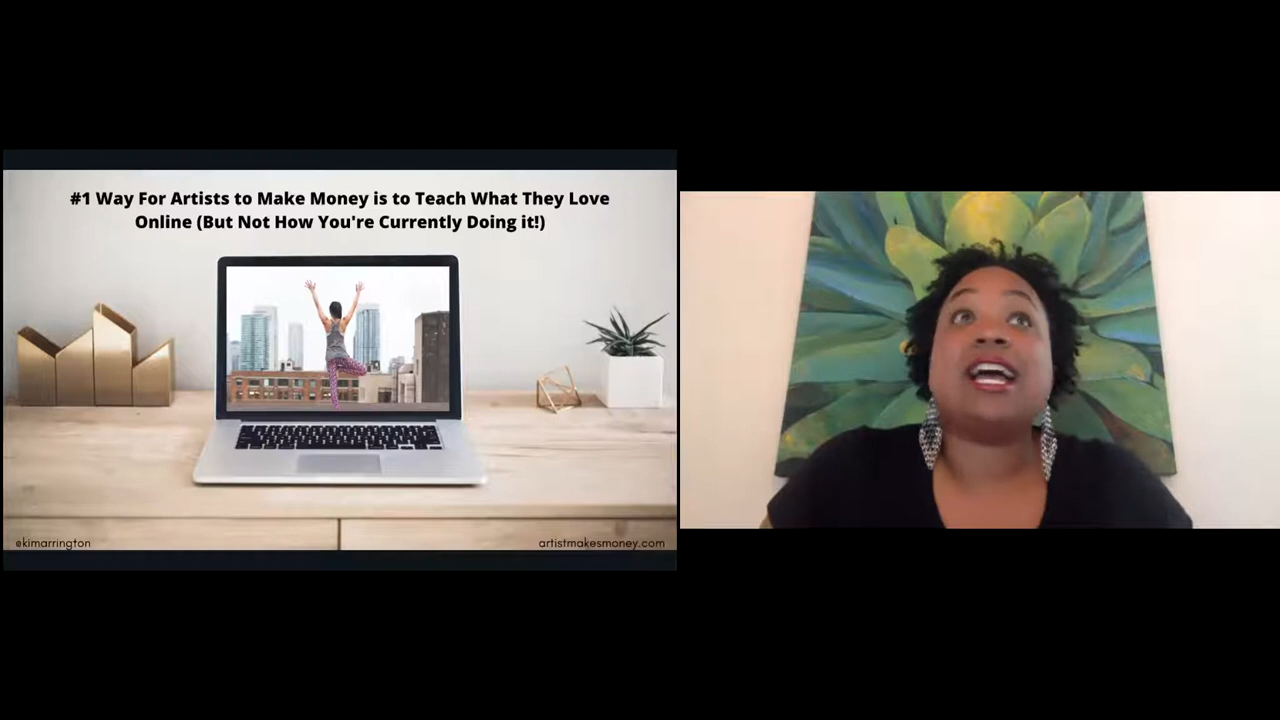 #1 Way For Artists to Make Money is to Teach What They Love
Online (But Not How You're Currently Doing it!)
@kimarrington
artistmakesmoney.com